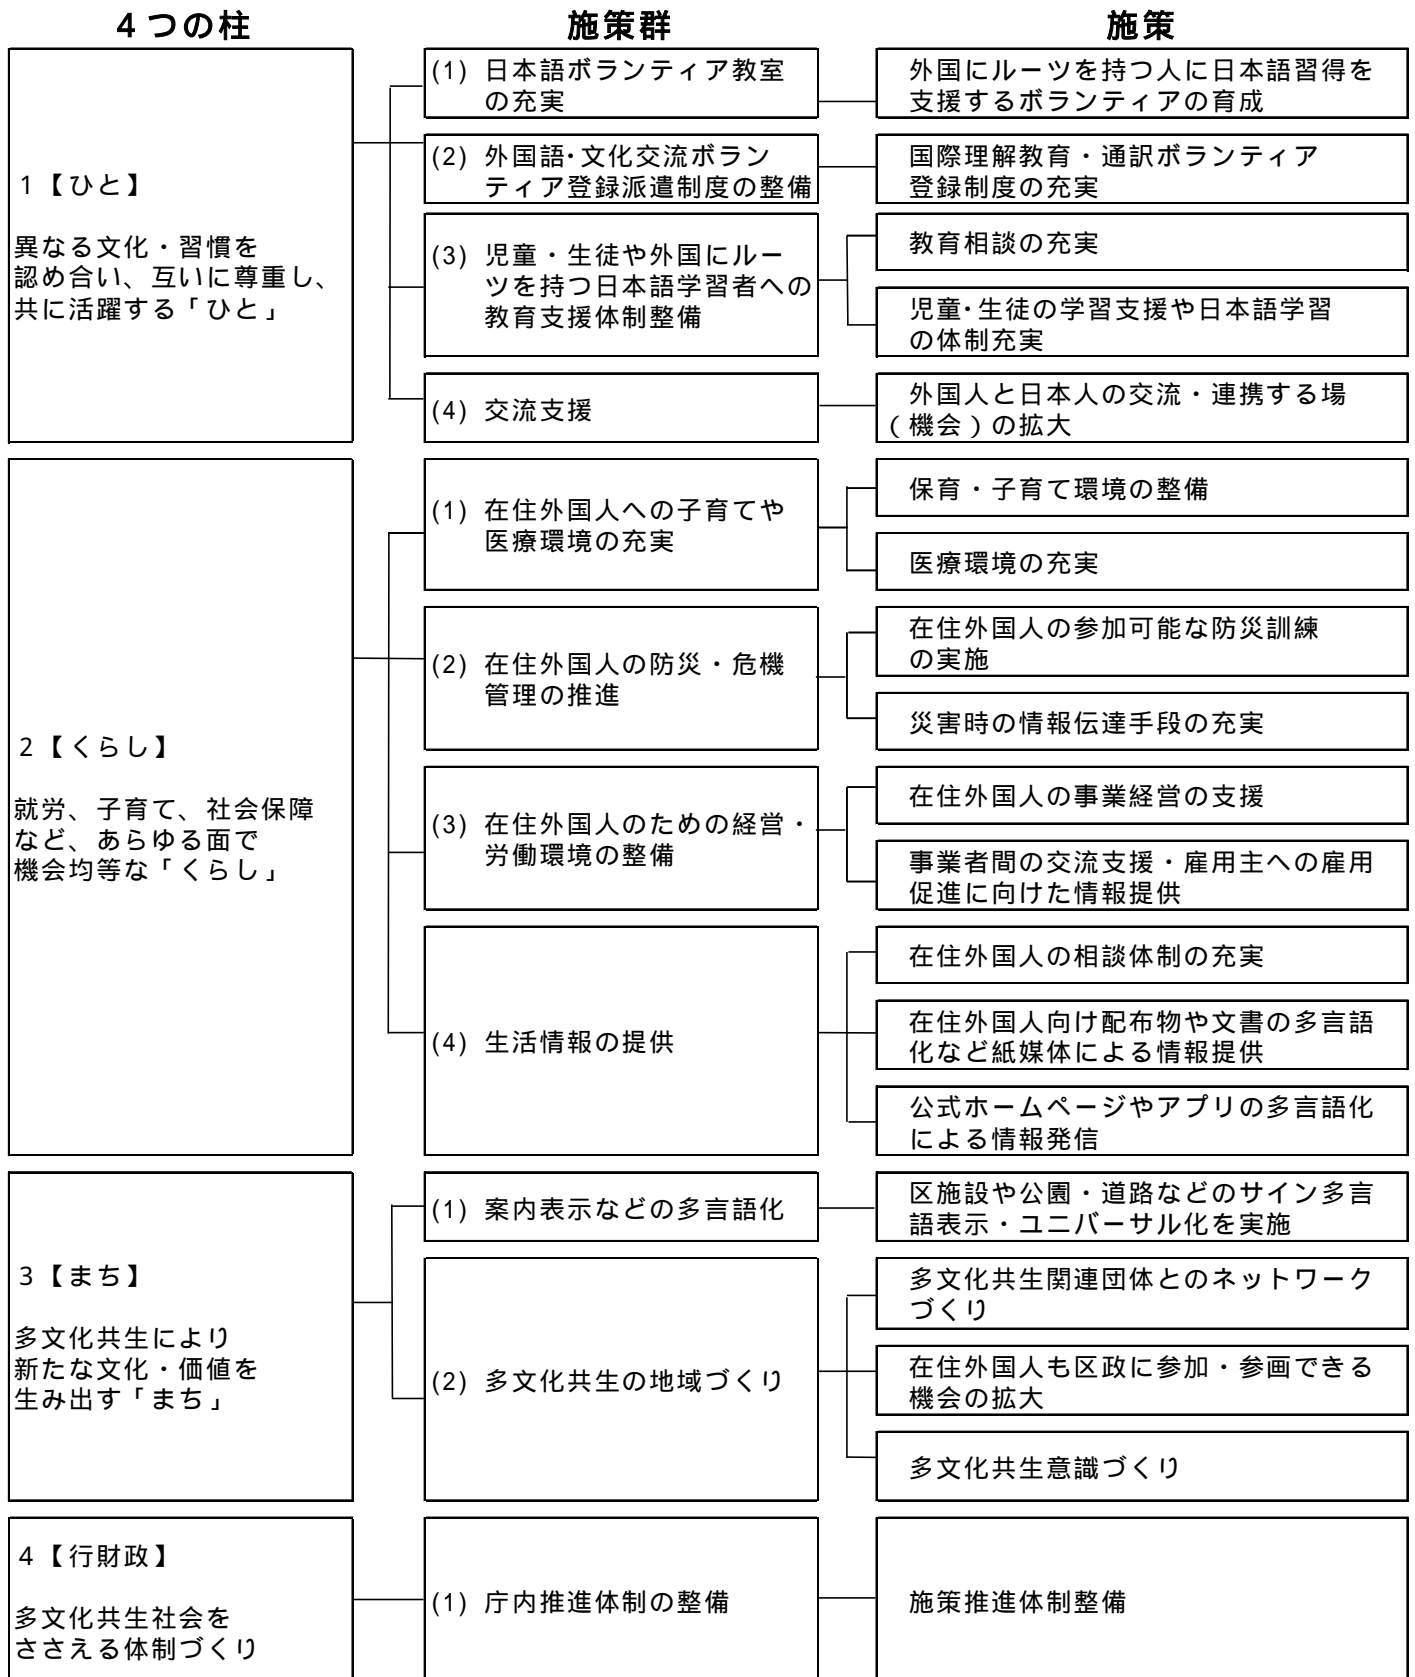 ４つの柱
施策群
施策
1【ひと】
異なる文化・習慣を
認め合い、互いに尊重し、
共に活躍する「ひと」
(1) 日本語ボランティア教室
の充実
外国にルーツを持つ人に日本語習得を
支援するボランティアの育成
(2) 外国語・文化交流ボラン
ティア登録派遣制度の整備
国際理解教育・通訳ボランティア
登録制度の充実
(3) 児童・生徒や外国にルー
ツを持つ日本語学習者への
教育支援体制整備
教育相談の充実
児童・生徒の学習支援や日本語学習
の体制充実
(4) 交流支援
外国人と日本人の交流・連携する場
（機会）の拡大
2【くらし】
就労、子育て、社会保障
など、あらゆる面で
機会均等な「くらし」
(1) 在住外国人への子育てや
医療環境の充実
保育・子育て環境の整備
医療環境の充実
(2) 在住外国人の防災・危機
管理の推進
在住外国人の参加可能な防災訓練
の実施
災害時の情報伝達手段の充実
(3) 在住外国人のための経営・
労働環境の整備
在住外国人の事業経営の支援
事業者間の交流支援・雇用主への雇用
促進に向けた情報提供
(4) 生活情報の提供
在住外国人の相談体制の充実
在住外国人向け配布物や文書の多言語
化など紙媒体による情報提供
公式ホームページやアプリの多言語化
による情報発信
3【まち】
多文化共生により
新たな文化・価値を
生み出す「まち」
(1) 案内表示などの多言語化
区施設や公園・道路などのサイン多言
語表示・ユニバーサル化を実施
(2) 多文化共生の地域づくり
多文化共生関連団体とのネットワーク
づくり
在住外国人も区政に参加・参画できる
機会の拡大
多文化共生意識づくり
4【行財政】
多文化共生社会を
ささえる体制づくり
(1) 庁内推進体制の整備
施策推進体制整備